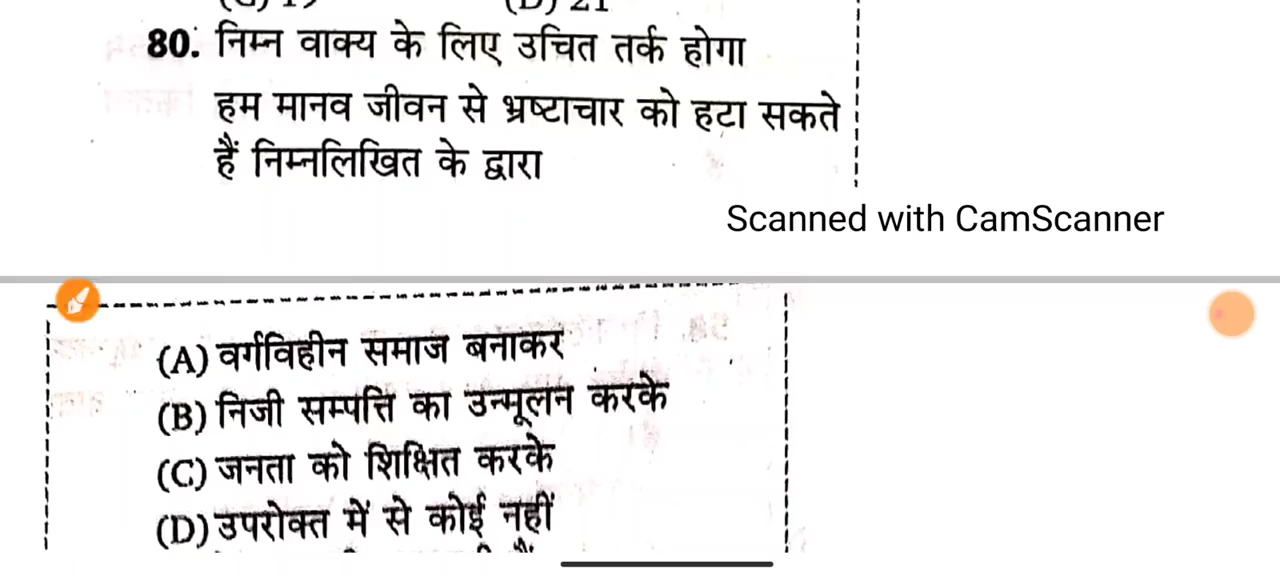 80. निम्न वाक्य के लिए उचित तर्क होगा
हम मानव जीवन से भ्रष्टाचार को हटा सकते
हैं निम्नलिखित के द्वारा
Scanned with CamScanner
(A) वर्गविहीन समाज बनाकर
(B) निजी सम्पत्ति का उन्मूलन करके
(C) जनता को शिक्षित करके
(D) उपरोक्त में से कोई नहीं